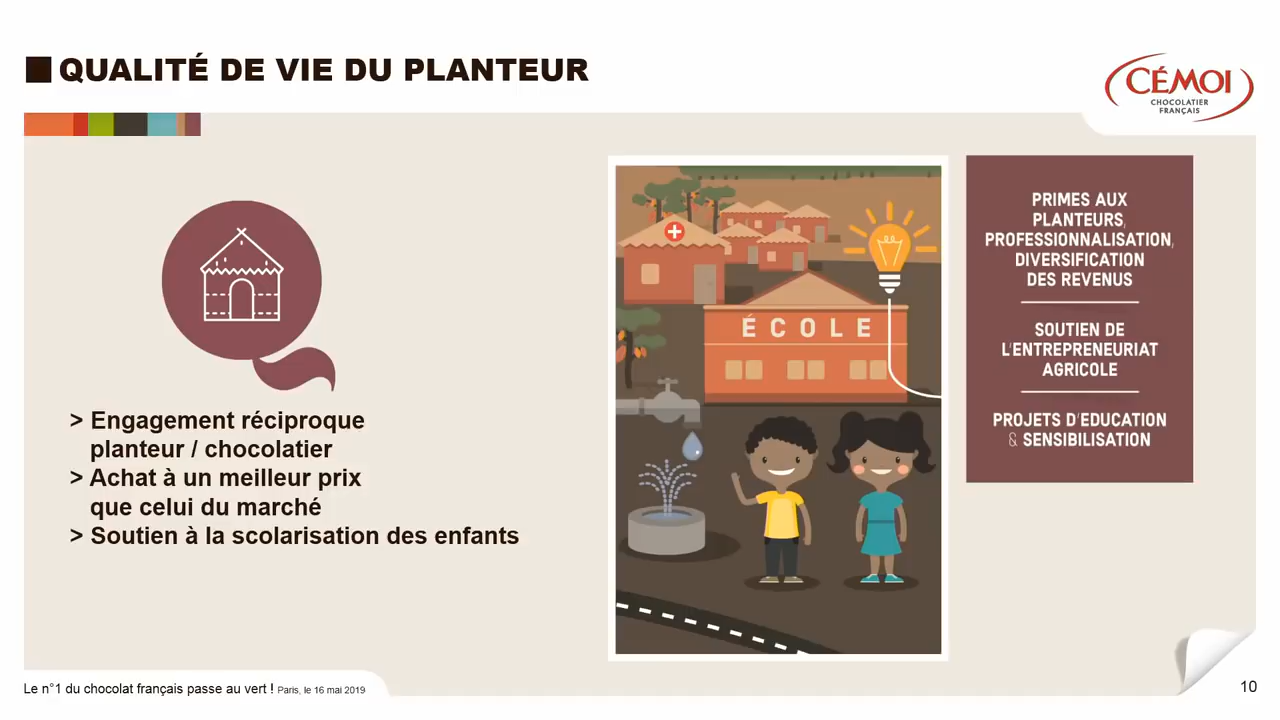 QUALITÉ DE VIE DU PLANTEUR
CÉMOI
CHOCOLATIER
FRANÇAIS
> Engagement réciproque
planteur / chocolatier
> Achat à un meilleur prix
que celui du marché
> Soutien à la scolarisation des enfants
ÉCOLE
PRIMES AUX
PLANTEURS,
PROFESSIONNALISATION,
DIVERSIFICATION
DES REVENUS
SOUTIEN DE
L'ENTREPRENEURIAT
AGRICOLE
PROJETS D'EDUCATION
& SENSIBILISATION
Le n°1 du chocolat français passe au vert ! Paris, le 16 mai 2019
10